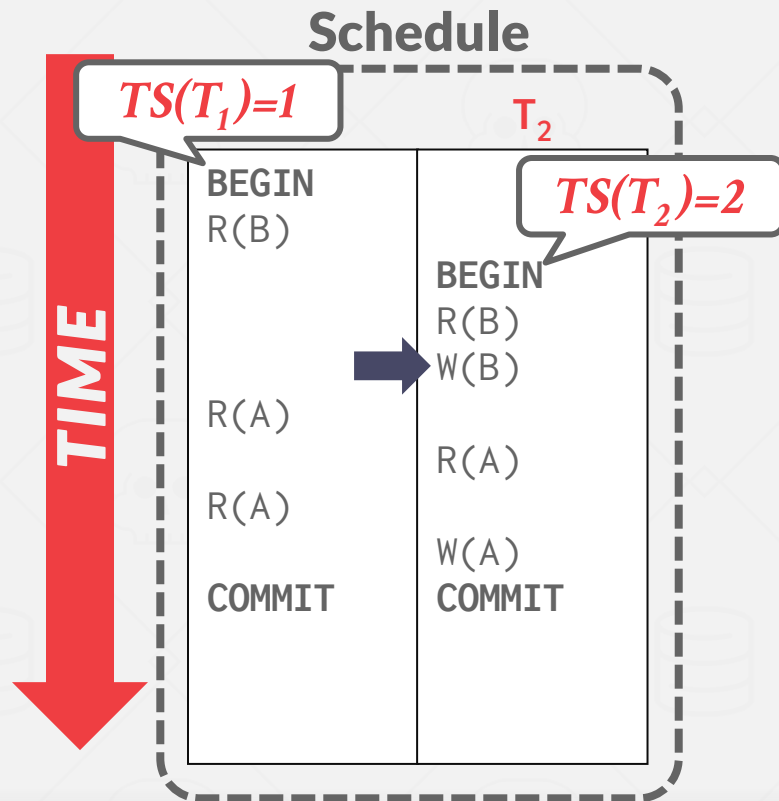 Schedule
TS(T₁)=1
T₂
BEGIN
TS(T₂)=2
R(B)
BEGIN
R(B)
W(B)
R(A)
R(A)
R(A)
W(A)
COMMIT COMMIT
TIME